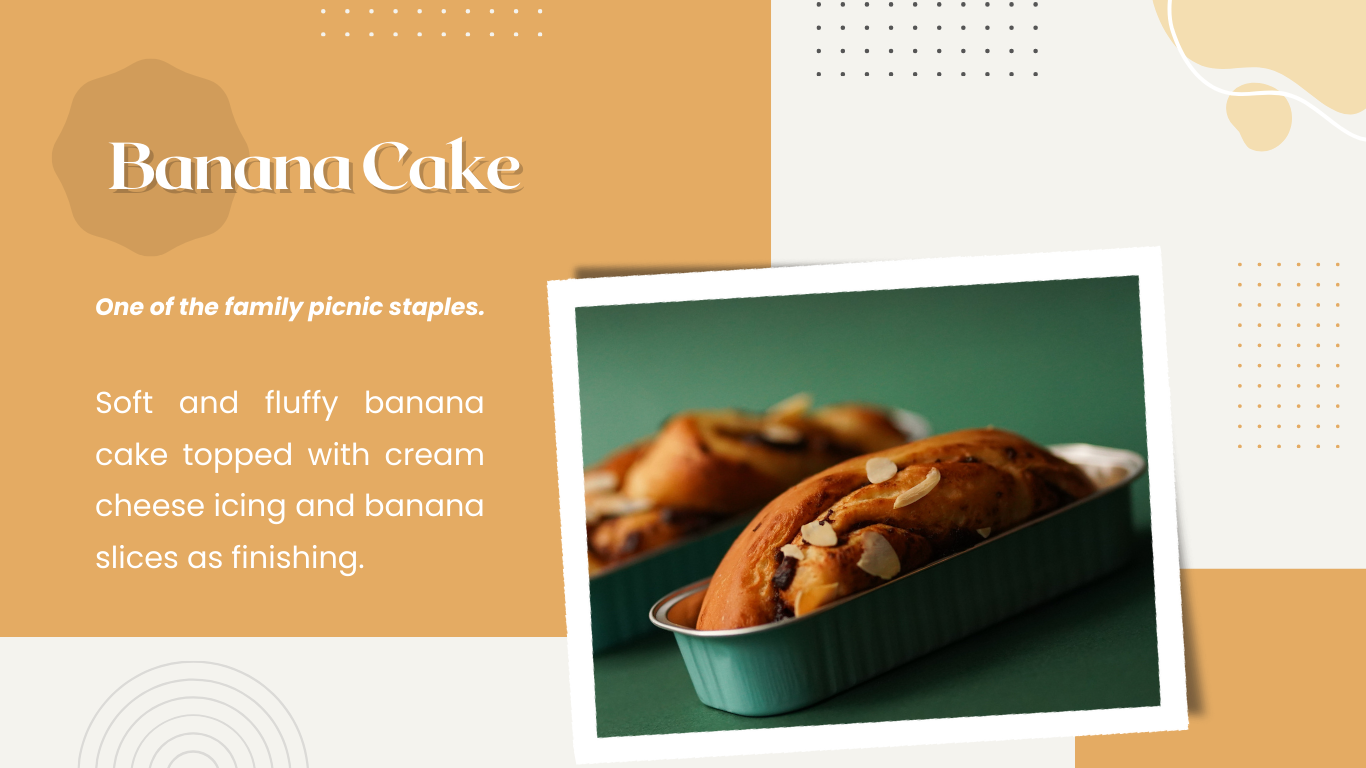 Banana Cake
One of the family picnic staples.
Soft and fluffy banana
cake topped with cream
cheese icing and banana
slices as finishing.